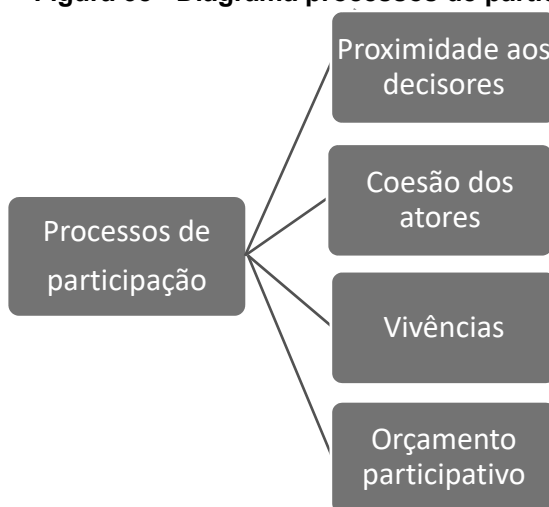 Diagrama processos de
Proximidade aos
decisores
Coesão dos
atores
Processos de
participação
Vivências
Orçamento
participativo